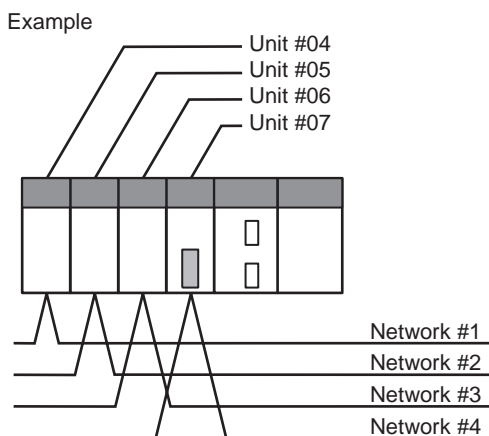 Example
Unit #04
Unit #05
Unit #06
Unit #07
Network #1
Network #2
Network #3
Network #4